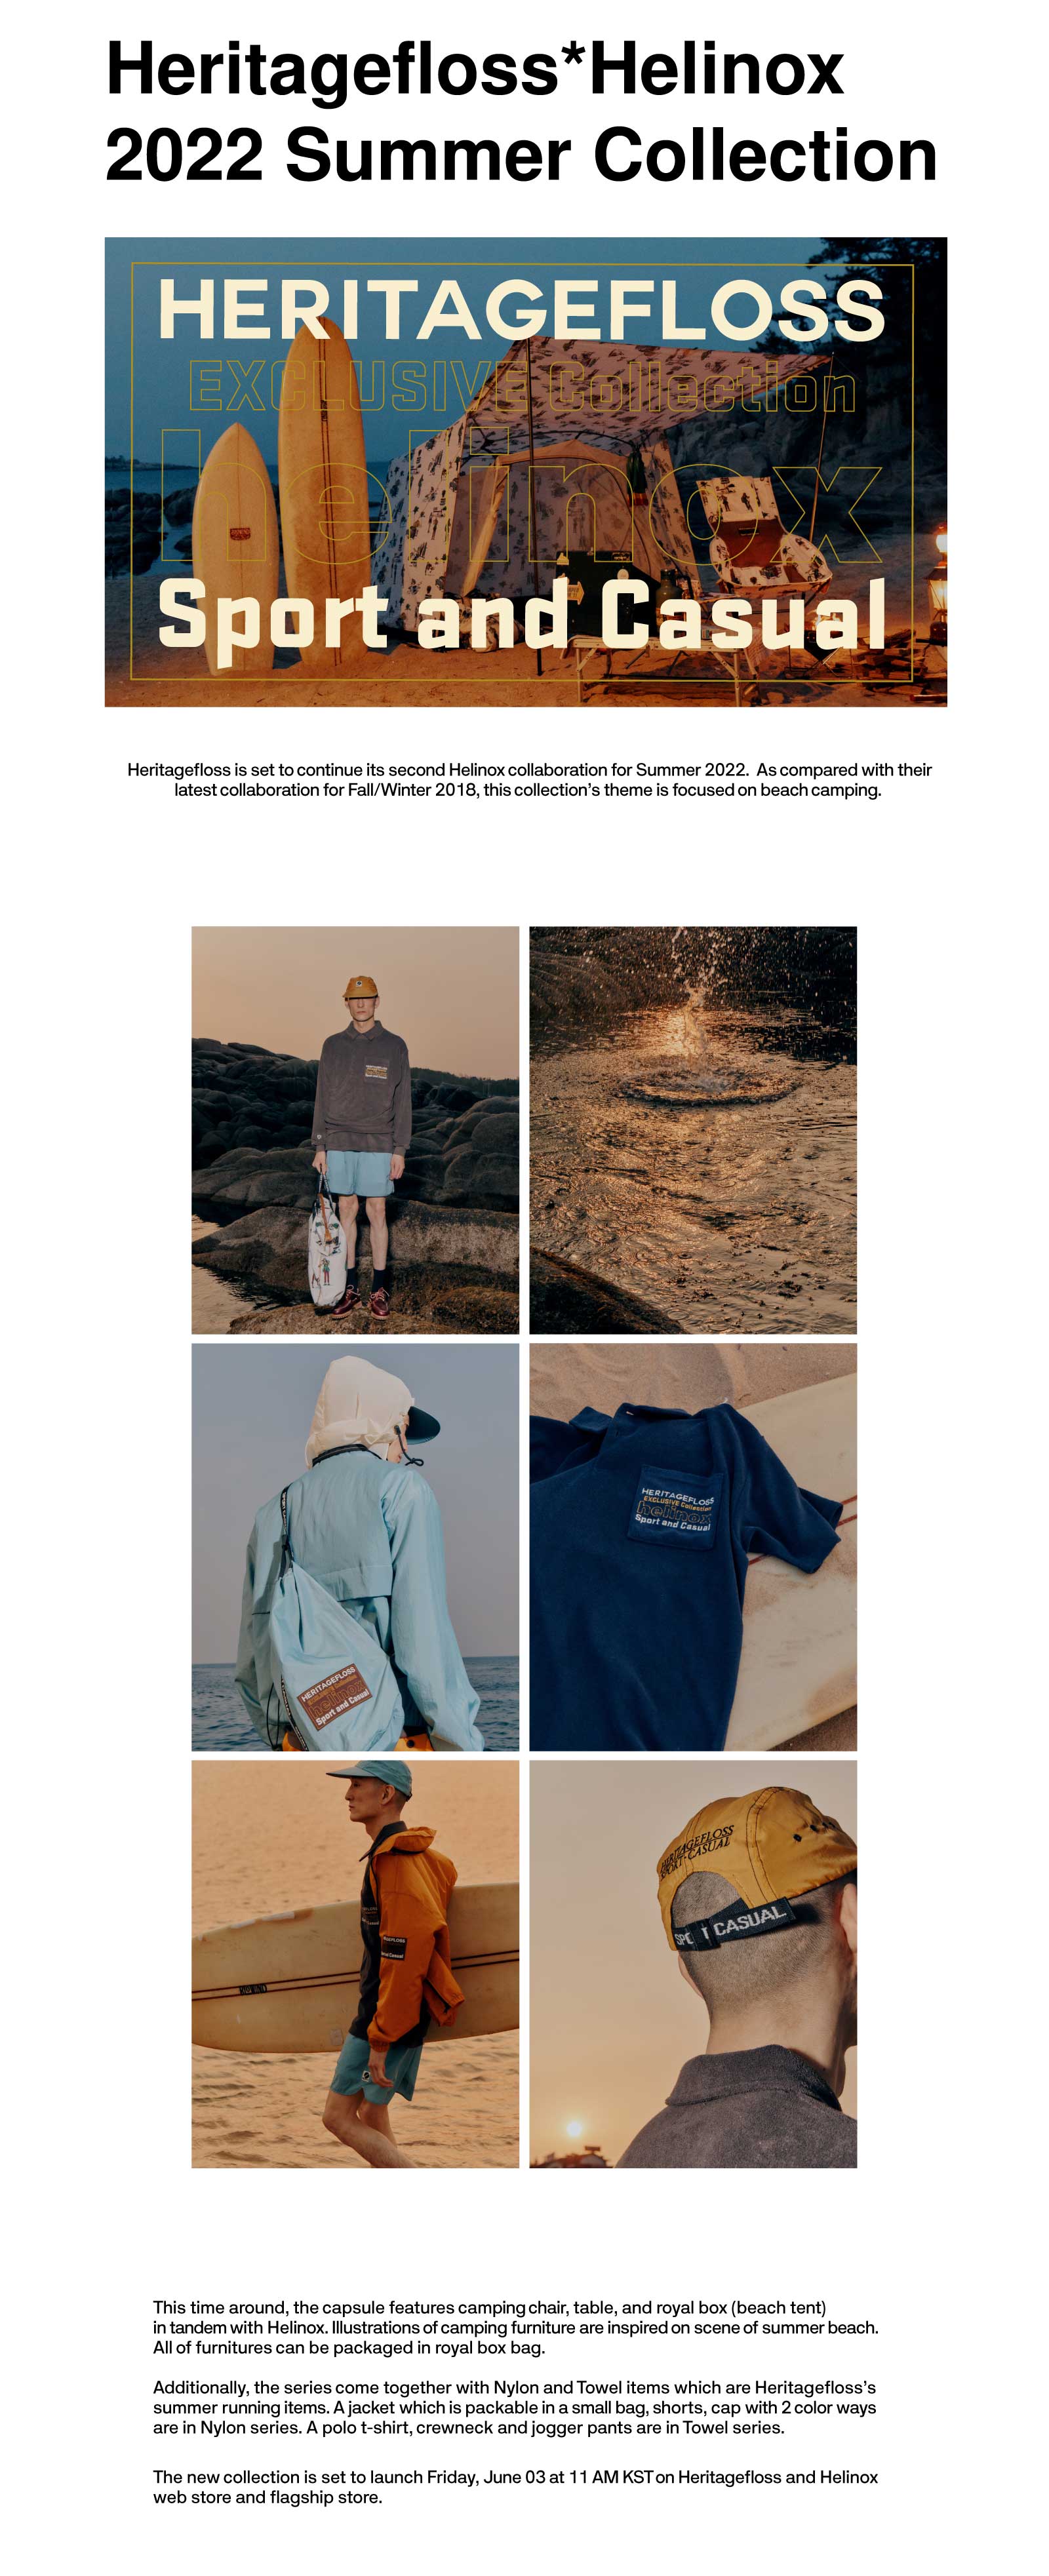 Heritagefloss*Helinox
2022 Summer Collection
HERITAGEFLOSS
EXCLUSIVE Collection
helinox
Sport and Casual
Heritagefloss is set to continue its second Helinox collaboration for Summer 2022. As compared with their
latest collaboration for Fall/Winter 2018, this collection's theme is focused on beach camping.
HERITAGEFLOSS
EXCLUSIVE Collection
helinox
Sport and Casual
HERITAGEFLOSS
helinox
Sport and Casual
HERITAGEFLOSS
SPORT-CASUAL
CASUAL
This time around, the capsule features camping chair, table, and royal box (beach tent)
in tandem with Helinox. Illustrations of camping furniture are inspired on scene of summer beach.
All of furnitures can be packaged in royal box bag.
Additionally, the series come together with Nylon and Towel items which are Heritagefloss's
summer running items. A jacket which is packable in a small bag, shorts, cap with 2 color ways
are in Nylon series. A polo t-shirt, crewneck and jogger pants are in Towel series.
The new collection is set to launch Friday, June 03 at 11 AM KST on Heritagefloss and Helinox
web store and flagship store.